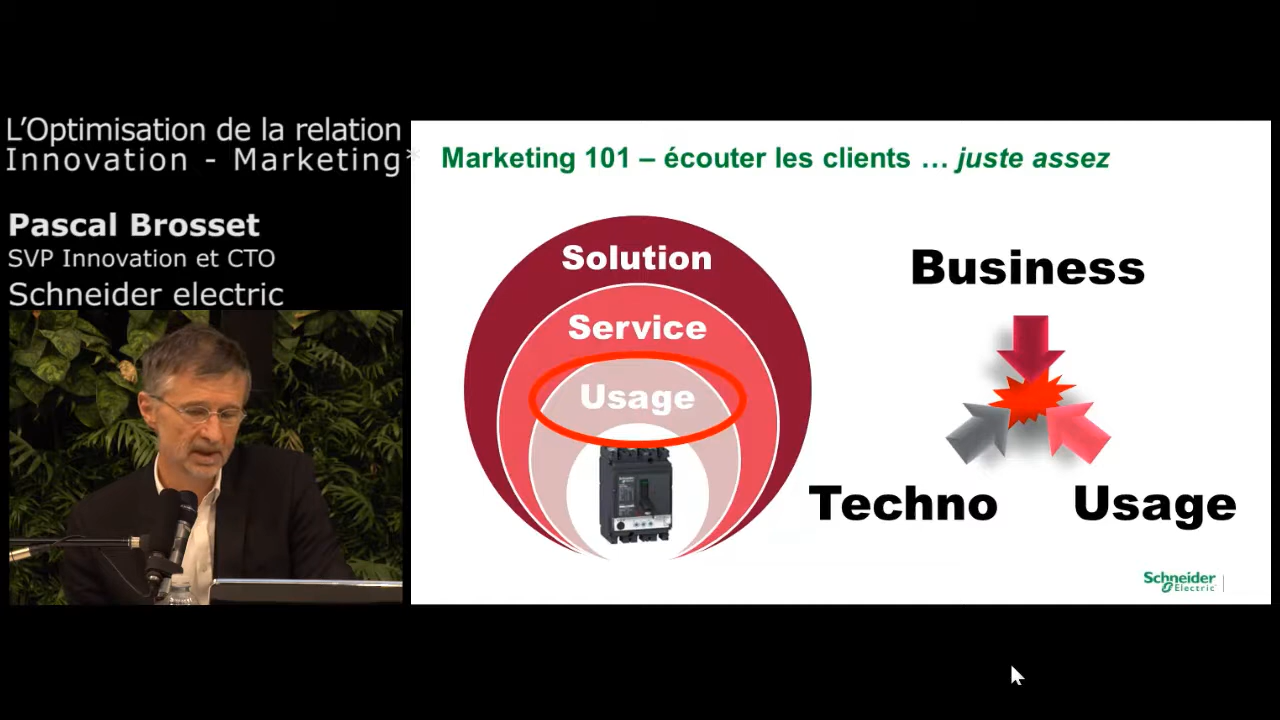 L’Optimisation de la relation
Innovation - Marketing*
Pascal Brosset
SVP Innovation et CTO
Schneider electric
Marketing 101 – écouter les clients … juste assez
Solution
Service
Usage
Business
Techno
Usage
Schneider
Electric